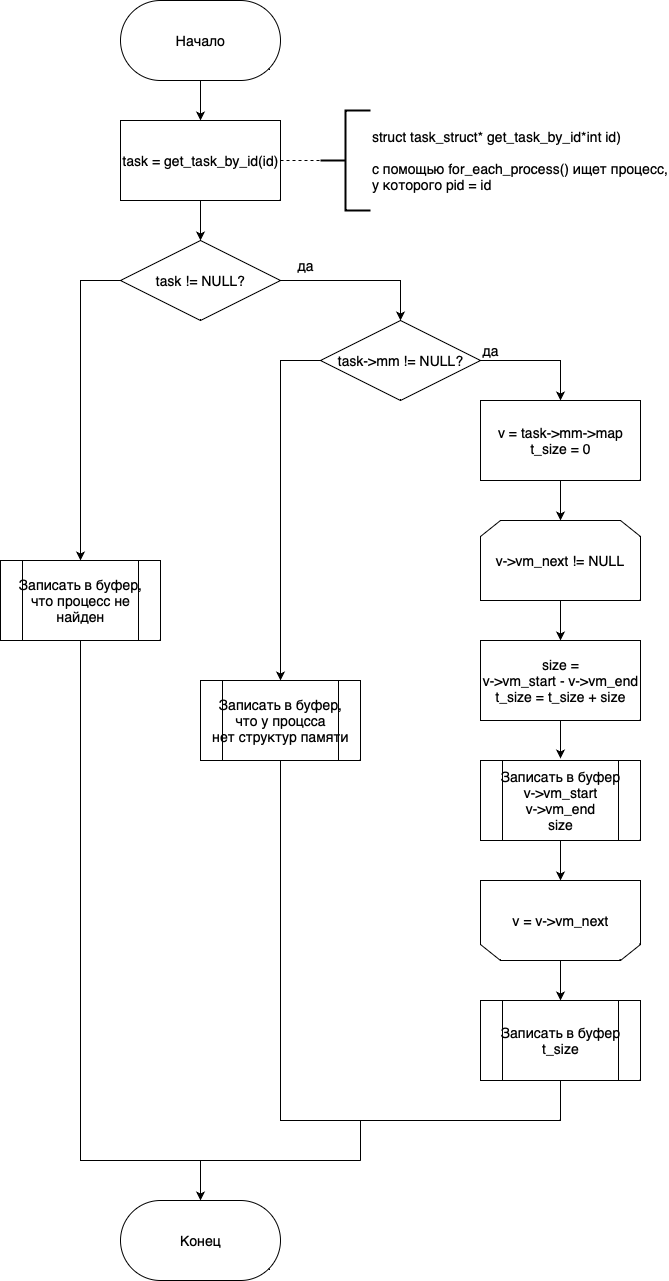 Начало
task = get_task_by_id(id)
struct task_struct* get_task_by_id*int id)
с помощью for_each_process() ищет процесс,
у которого pid = id
task != NULL?
да
task->mm != NULL?
да
v = task->mm->map
t_size = 0
v->vm_next != NULL
Записать в буфер,
что процесс не
найден
size =
v->vm_start - v->vm_end
t_size = t_size + size
Записать в буфер,
что у процсса
нет структур памяти
Записать в буфер
v->vm_start
v->vm_end
size
v = v->vm_next
Записать в буфер
t_size
Конец